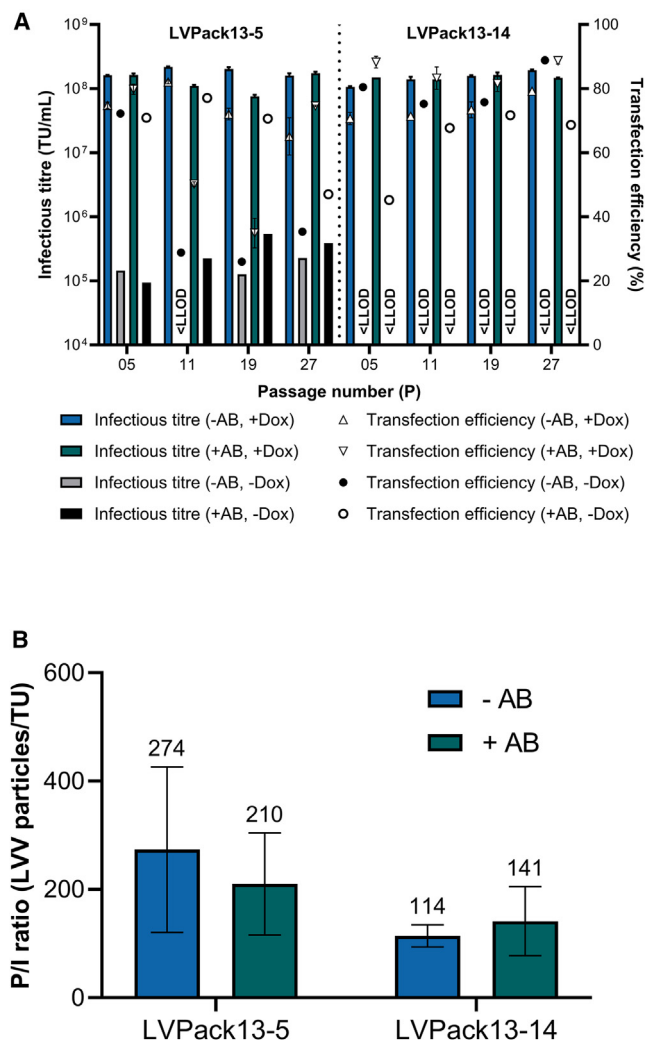 A
LVPack13-5
LVPack13-14
Infectious titre (TU/mL)
10⁹
10⁸
10⁷
10⁶
10⁵
10⁴
Transfection efficiency (%)
100
80
60
40
20
0
<LLOD
<LLOD
<LLOD
<LLOD
<LLOD
<LLOD
<LLOD
<LLOD
<LLOD
05 11 19 27 05 11 19 27
Passage number (P)
Infectious titre (-AB, +Dox)
Infectious titre (+AB, +Dox)
Infectious titre (-AB, -Dox)
Infectious titre (+AB, -Dox)
Transfection efficiency (-AB, +Dox)
Transfection efficiency (+AB, +Dox)
Transfection efficiency (-AB, -Dox)
Transfection efficiency (+AB, -Dox)
B
P/I ratio (LVV particles/TU)
600
400
200
0
- AB
+ AB
274
210
114
141
LVPack13-5
LVPack13-14